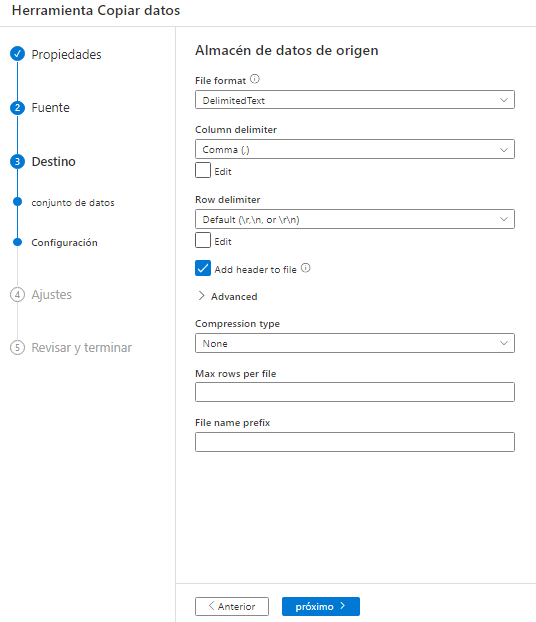 Herramienta Copiar datos
Propiedades
2 Fuente
3 Destino
conjunto de datos
Configuración
4 Ajustes
5 Revisar y terminar
Almacén de datos de origen
File format
DelimitedText
Column delimiter
Comma (,)
Edit
Row delimiter
Default (\r,\n, or \r\n)
Edit
Add header to file
Advanced
Compression type
None
Max rows per file
File name prefix
Anterior
próximo